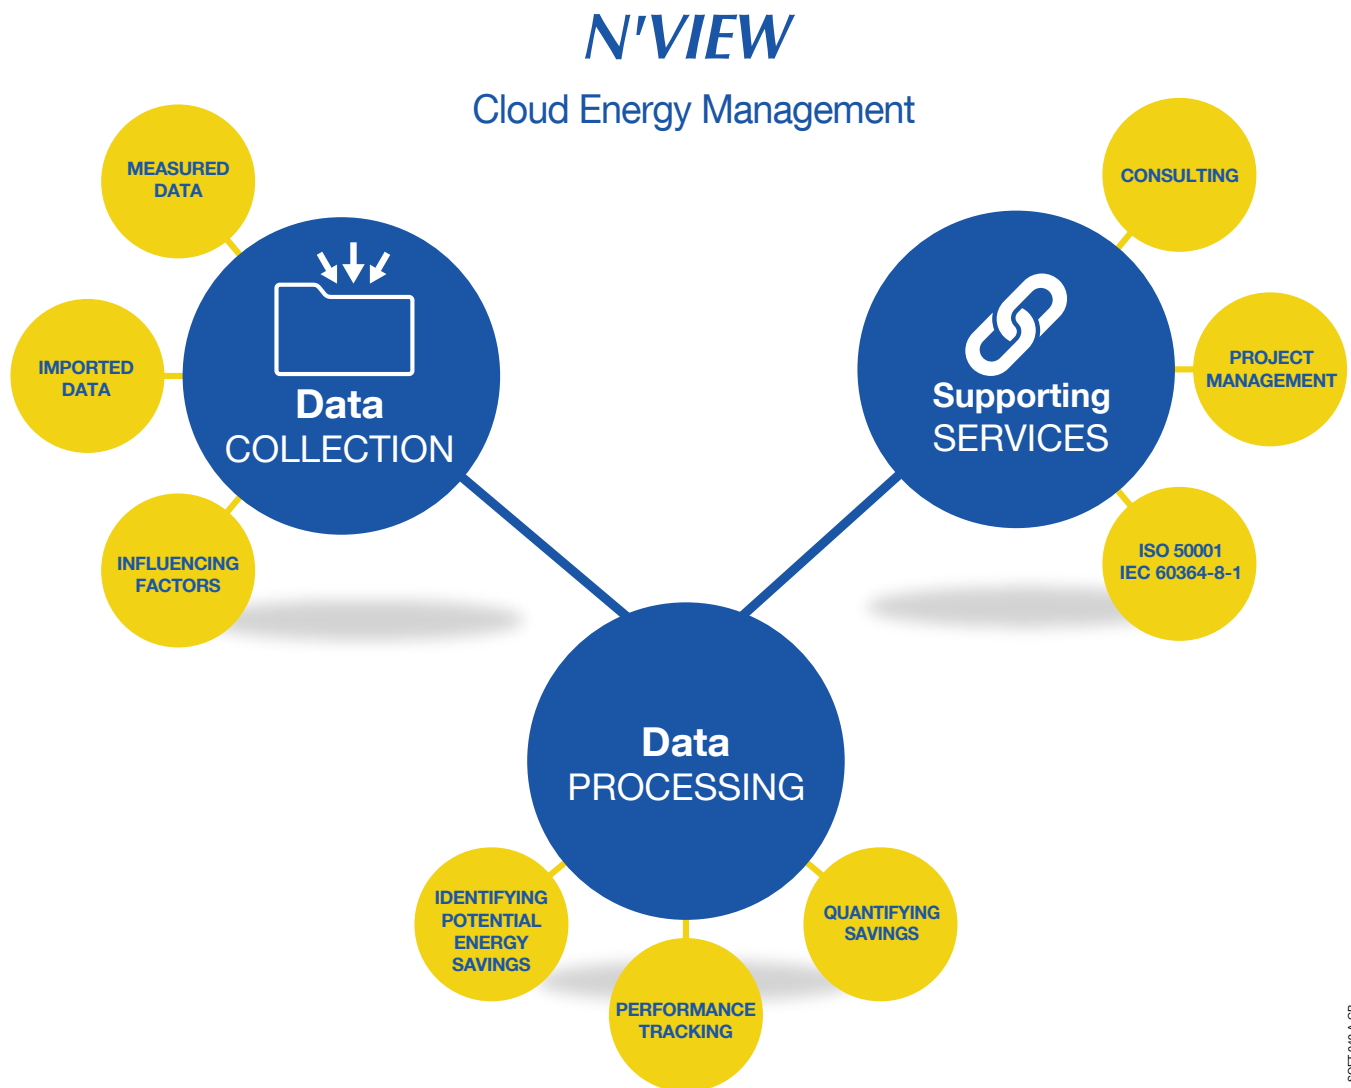 N'VIEW
Cloud Energy Management
MEASURED
DATA
IMPORTED
DATA
INFLUENCING
FACTORS
Data
COLLECTION
CONSULTING
PROJECT
MANAGEMENT
ISO 50001
IEC 60364-8-1
Supporting
SERVICES
Data
PROCESSING
IDENTIFYING
POTENTIAL
ENERGY
SAVINGS
PERFORMANCE
TRACKING
QUANTIFYING
SAVINGS